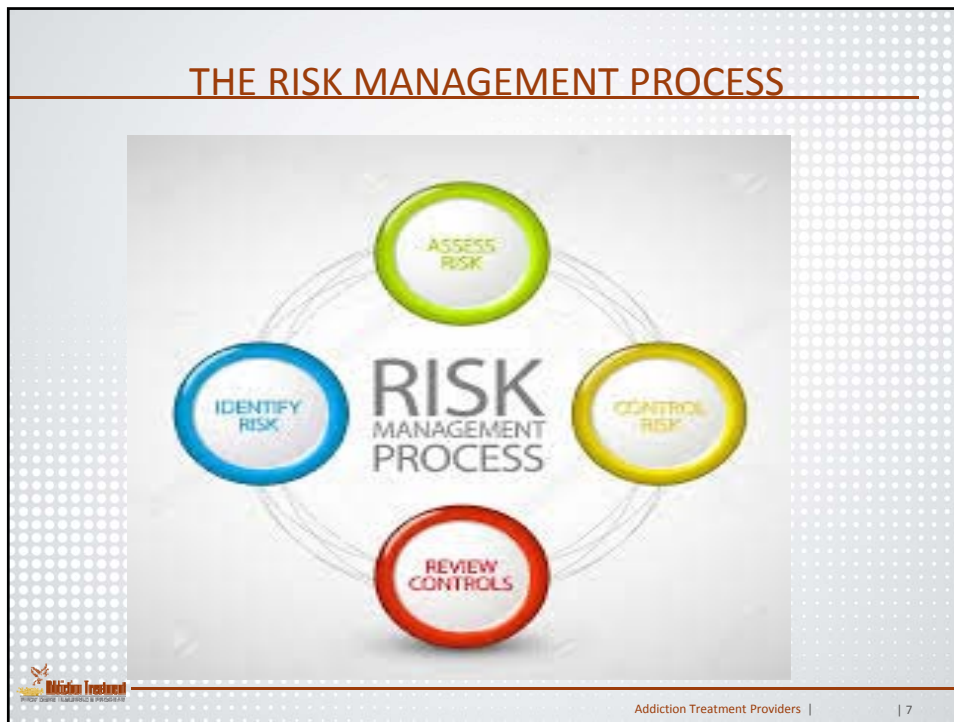 THE RISK MANAGEMENT PROCESS
ASSESS
RISK
IDENTIFY
RISK
RISK
MANAGEMENT
PROCESS
CONTROL
RISK
REVIEW
CONTROLS
Addiction Treatment
Addiction Treatment Providers |
| 7